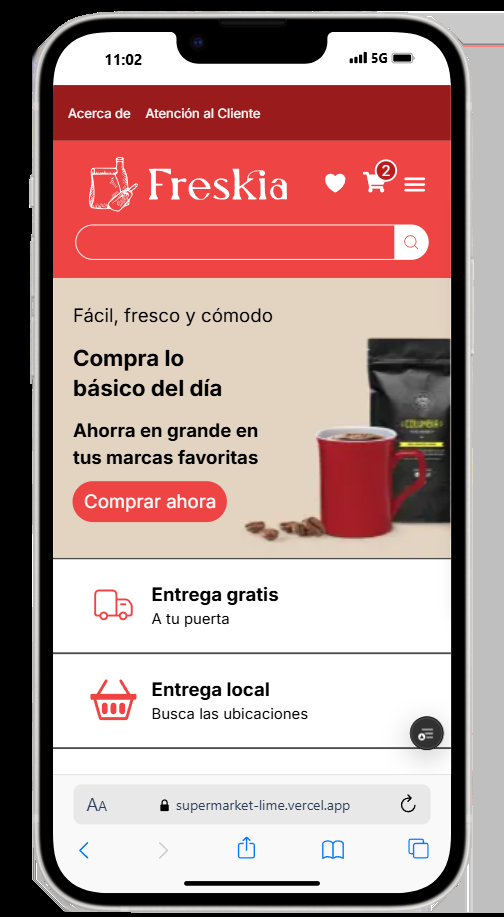 11:02
5G
Acerca de Atención al Cliente
Freskia
2
Fácil, fresco y cómodo
Compra lo
básico del día
COLUMBIA
Ahorra en grande en
tus marcas favoritas
Comprar ahora
Entrega gratis
A tu puerta
Entrega local
Busca las ubicaciones
AA
supermarket-lime.vercel.app